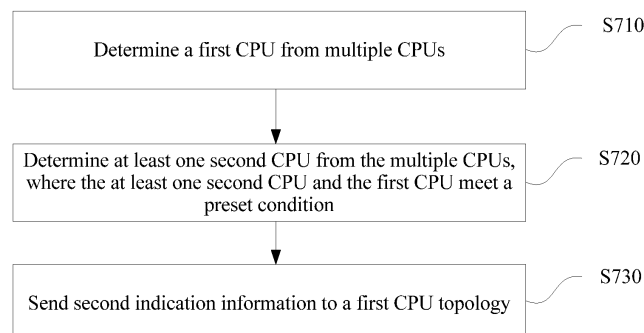 Determine a first CPU from multiple CPUs
S710
Determine at least one second CPU from the multiple CPUs,
where the at least one second CPU and the first CPU meet a
preset condition
S720
Send second indication information to a first CPU topology
S730